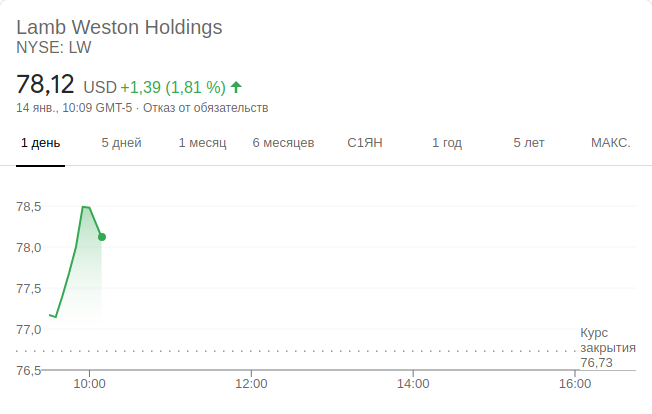 Lamb Weston Holdings
NYSE: LW
78,12 USD +1,39 (1,81 %)
14 янв., 10:09 GMT-5 · Отказ от обязательств
1 день 5 дней 1 месяц 6 месяцев С1ЯН 1 год 5 лет МАКС.
78,5
78,0
77,5
77,0
Курс
закрытия
76,73
76,5
10:00 12:00 14:00 16:00